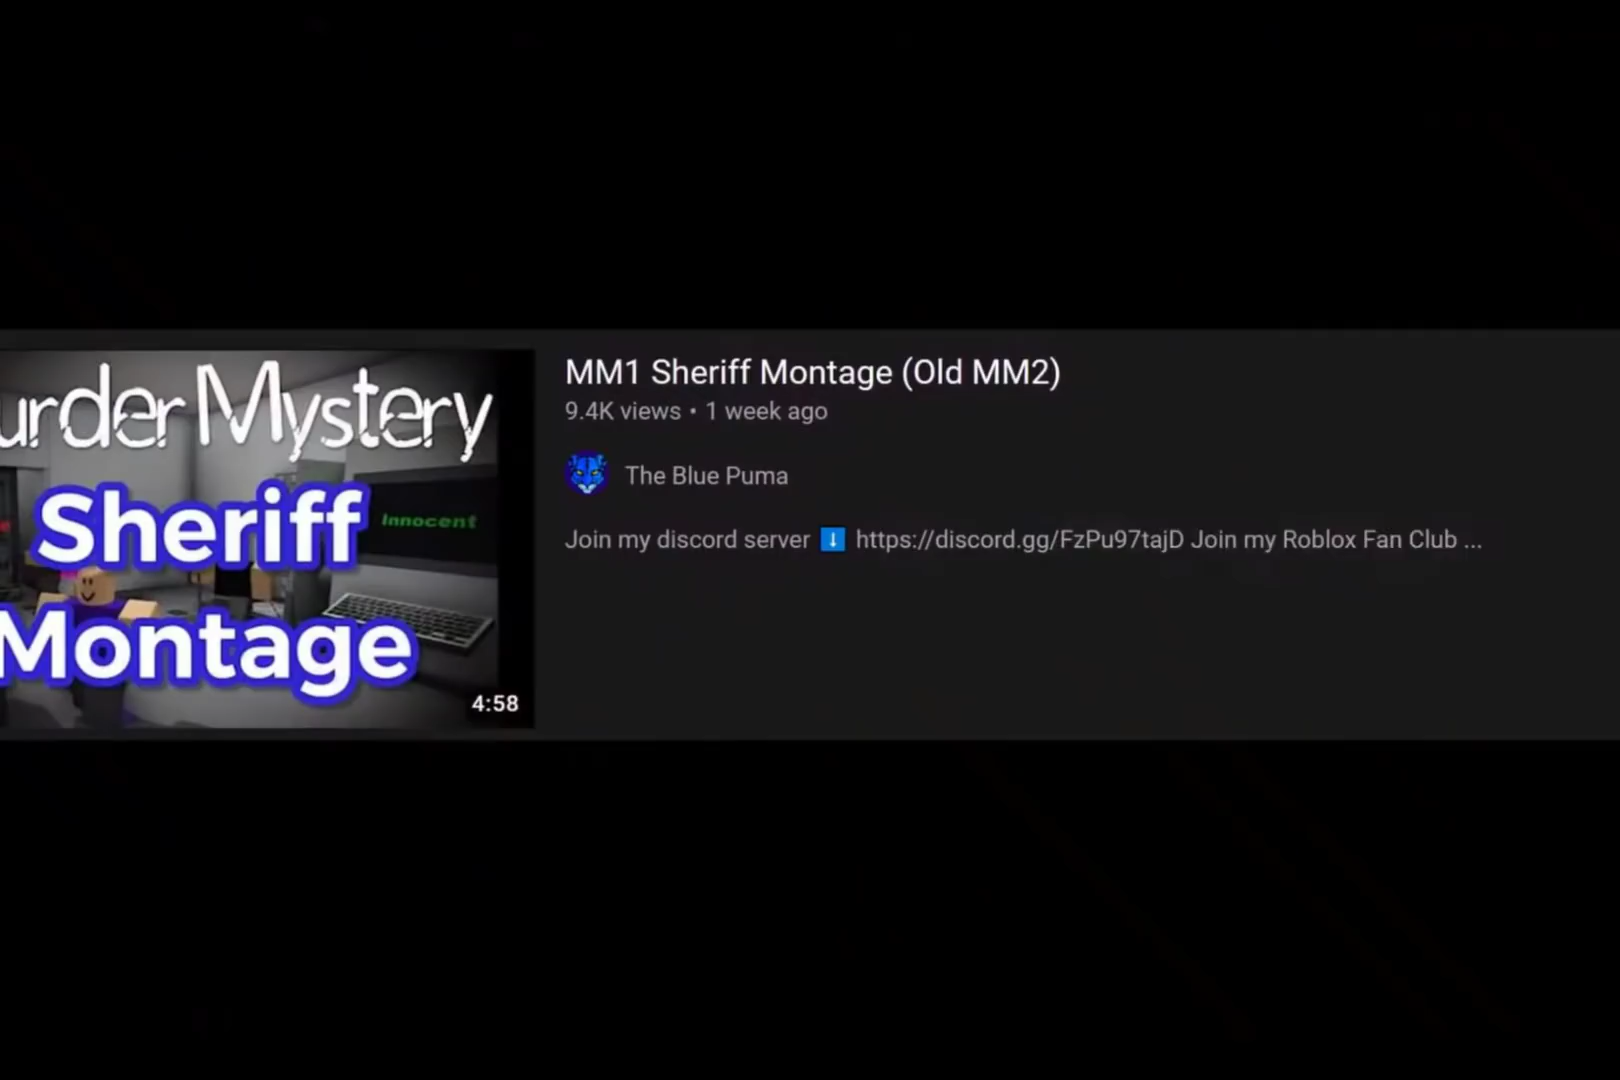 urder Mystery
Sheriff
Innocent
Montage
4:58
MM1 Sheriff Montage (Old MM2)
9.4K views • 1 week ago
The Blue Puma
Join my discord server ⬇ https://discord.gg/FzPu97tajD Join my Roblox Fan Club ...